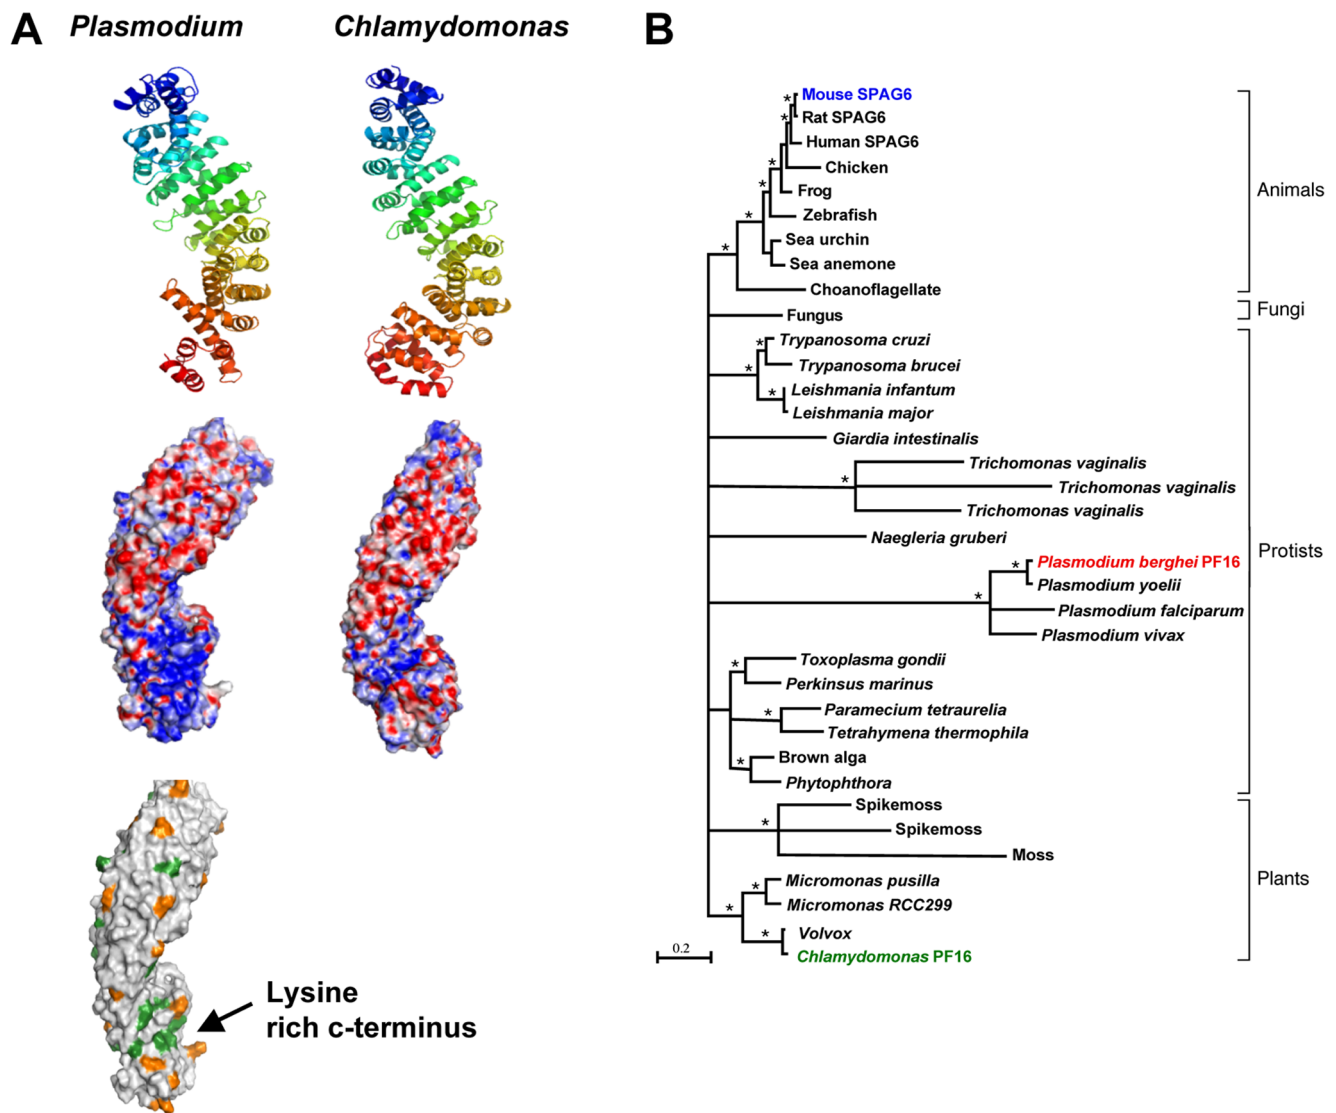 A
Plasmodium
Chlamydomonas
Lysine
rich c-terminus
B
Mouse SPAG6
Rat SPAG6
Human SPAG6
Chicken
Frog
Zebrafish
Sea urchin
Sea anemone
Choanoflagellate
Animals
Fungus
Fungi
Trypanosoma cruzi
Trypanosoma brucei
Leishmania infantum
Leishmania major
Giardia intestinalis
Trichomonas vaginalis
Trichomonas vaginalis
Trichomonas vaginalis
Naegleria gruberi
Plasmodium berghei PF16
Plasmodium yoelii
Plasmodium falciparum
Plasmodium vivax
Toxoplasma gondii
Perkinsus marinus
Paramecium tetraurelia
Tetrahymena thermophila
Brown alga
Phytophthora
Protists
Spikemoss
Spikemoss
Moss
Micromonas pusilla
Micromonas RCC299
Volvox
Chlamydomonas PF16
Plants
0.2